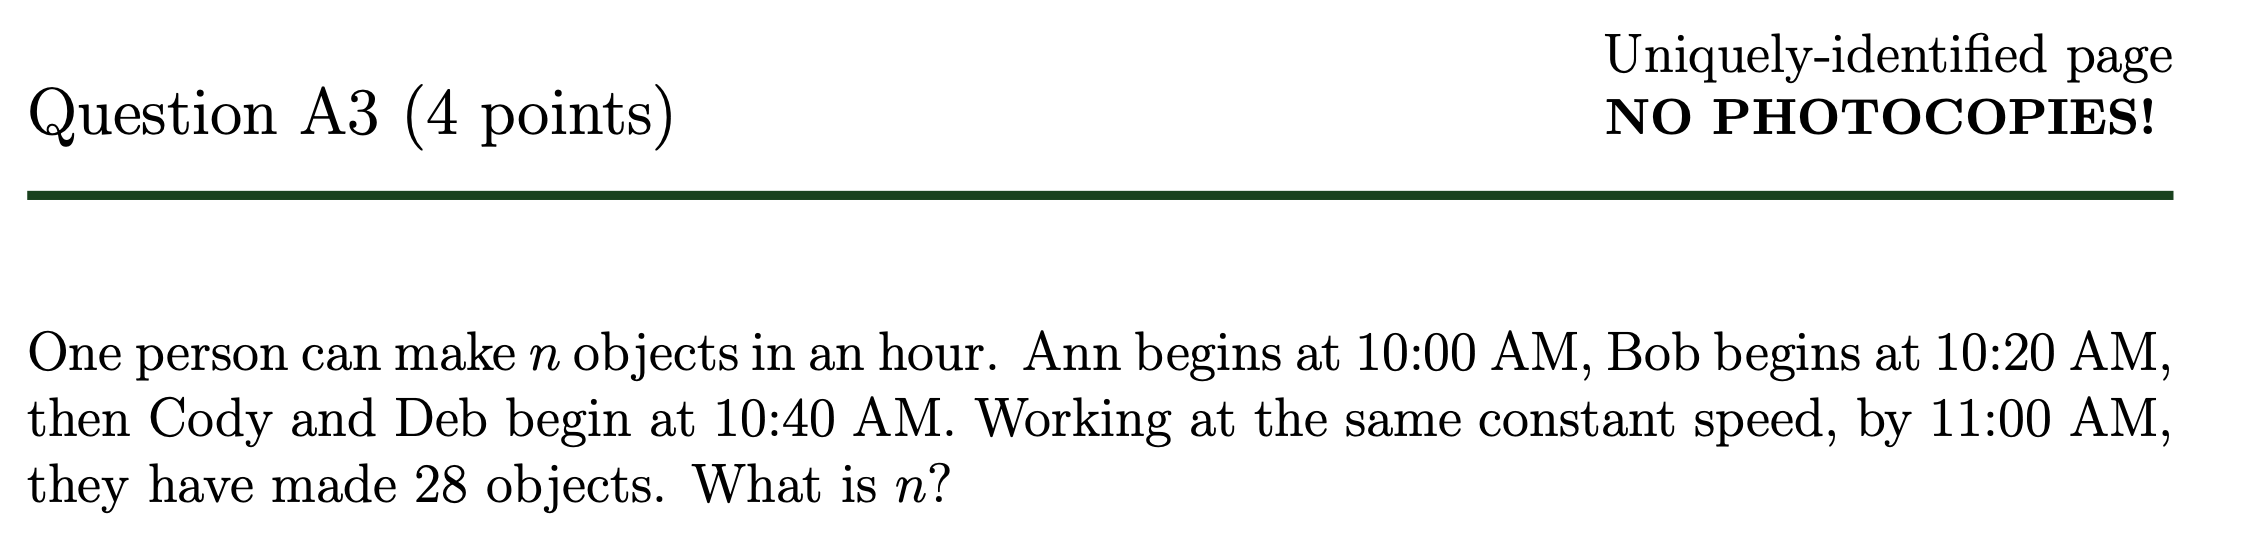 Uniquely-identified page
Question A3 (4 points)
NO PHOTOCOPIES!
One person can make n objects in an hour. Ann begins at 10:00 AM, Bob begins at 10:20 AM,
then Cody and Deb begin at 10:40 AM. Working at the same constant speed, by 11:00 AM,
they have made 28 objects. What is n?